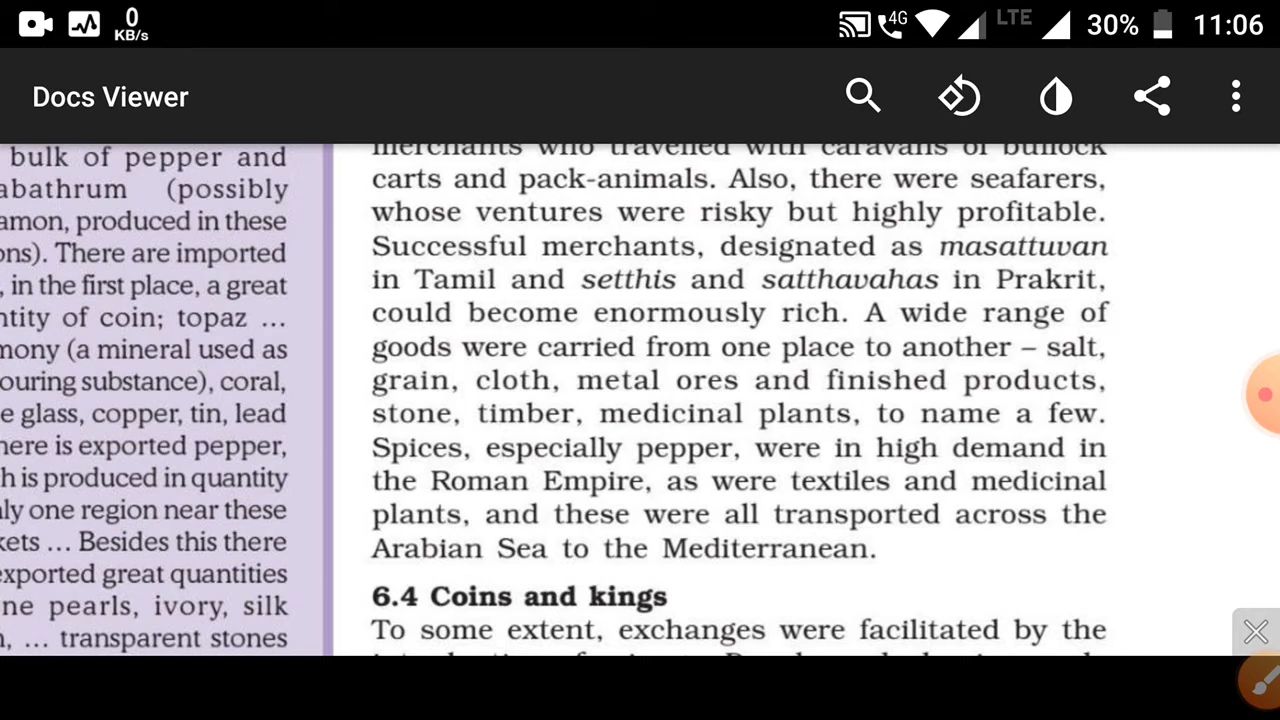 0
KB/s
4G
LTE
30%
11:06
Docs Viewer
bulk of pepper and
abathrum (possibly
amon, produced in these
ons). There are imported
, in the first place, a great
ntity of coin; topaz ...
mony (a mineral used as
ouring substance), coral,
e glass, copper, tin, lead
here is exported pepper,
h is produced in quantity
ly one region near these
kets ... Besides this there
exported great quantities
ne pearls, ivory, silk
, ... transparent stones
merchants who travelled with caravans of bullock
carts and pack-animals. Also, there were seafarers,
whose ventures were risky but highly profitable.
Successful merchants, designated as masattuvan
in Tamil and setthis and satthavahas in Prakrit,
could become enormously rich. A wide range of
goods were carried from one place to another – salt,
grain, cloth, metal ores and finished products,
stone, timber, medicinal plants, to name a few.
Spices, especially pepper, were in high demand in
the Roman Empire, as were textiles and medicinal
plants, and these were all transported across the
Arabian Sea to the Mediterranean.
6.4 Coins and kings
To some extent, exchanges were facilitated by the